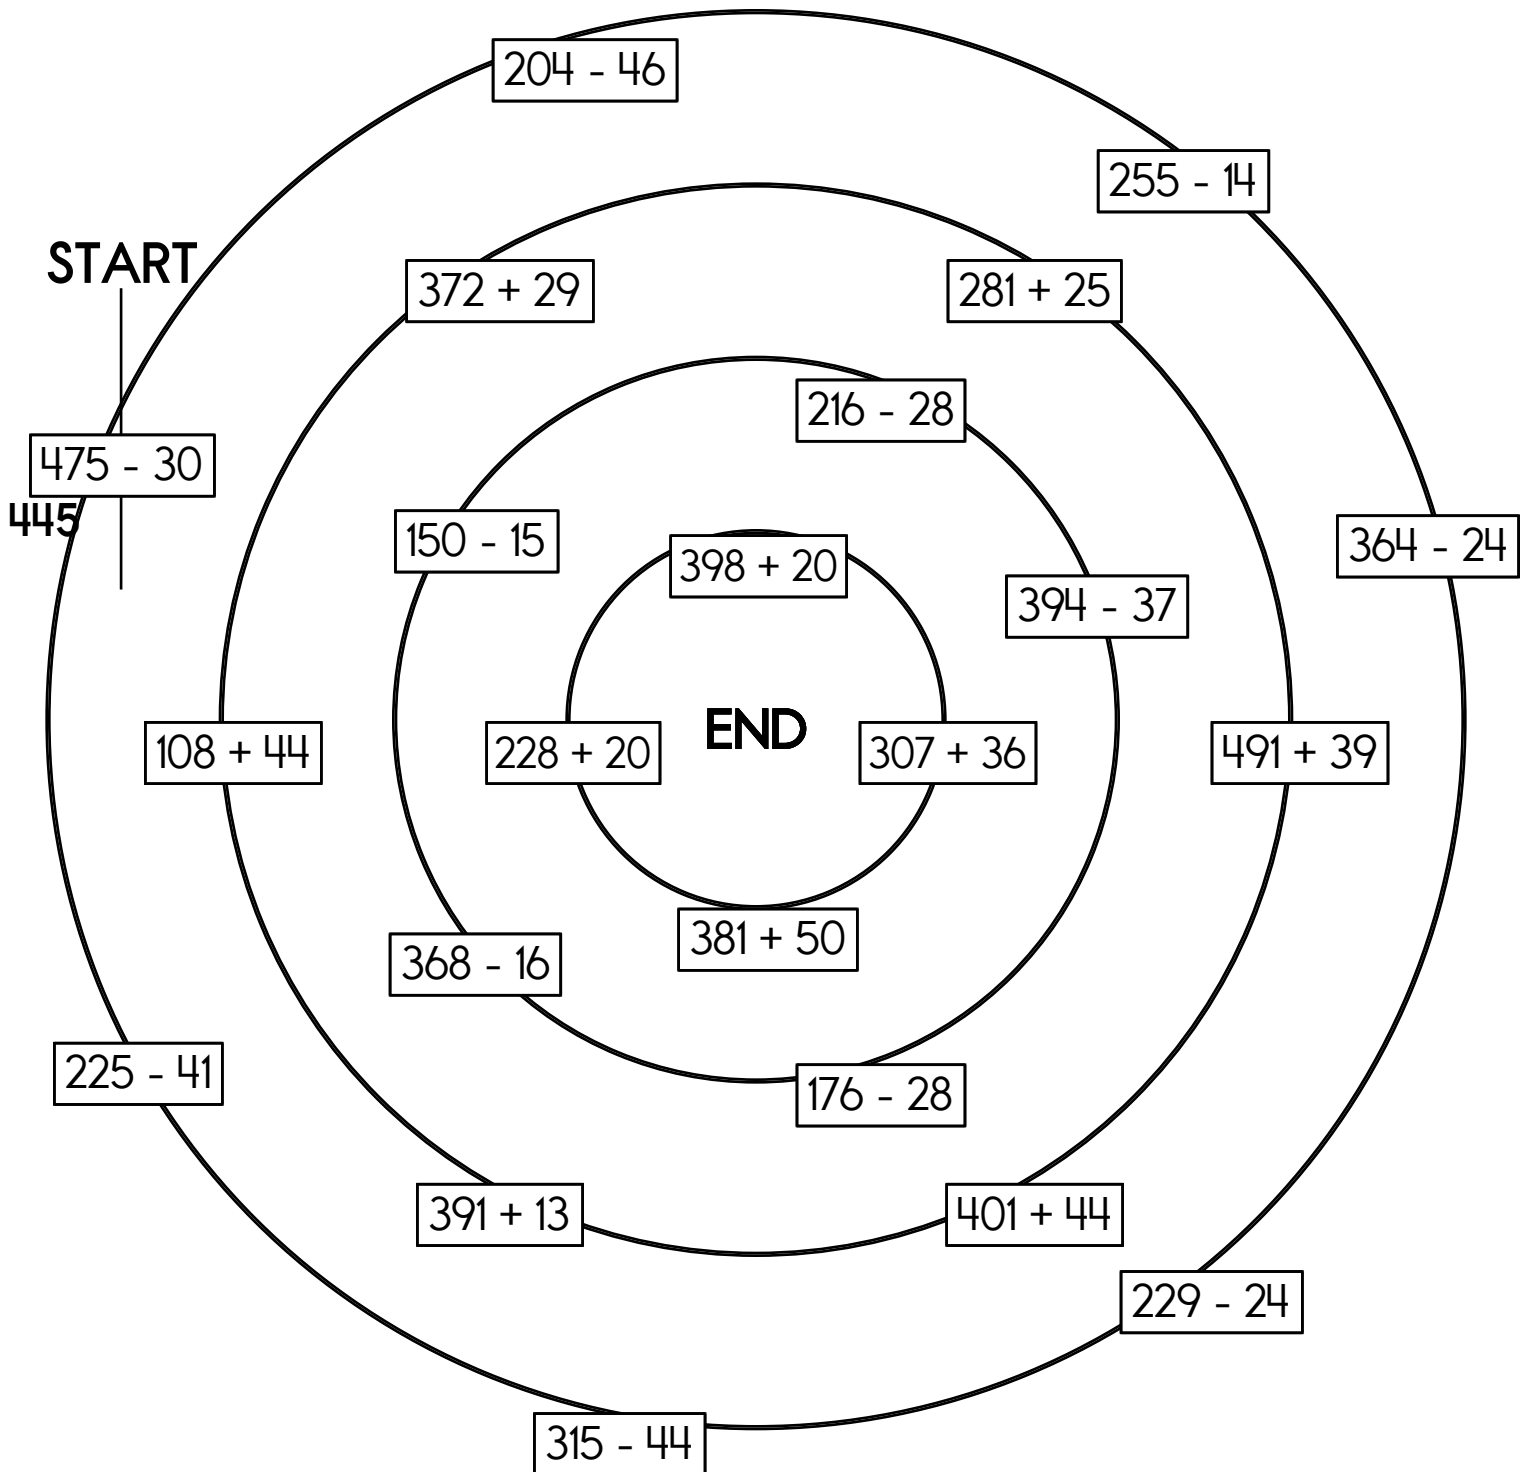 204 - 46
255 - 14
START
372 + 29
281 + 25
216 - 28
475 - 30
445
150 - 15
364 - 24
398 + 20
394 - 37
108 + 44
228 + 20
END
307 + 36
491 + 39
381 + 50
368 - 16
225 - 41
176 - 28
391 + 13
401 + 44
229 - 24
315 - 44